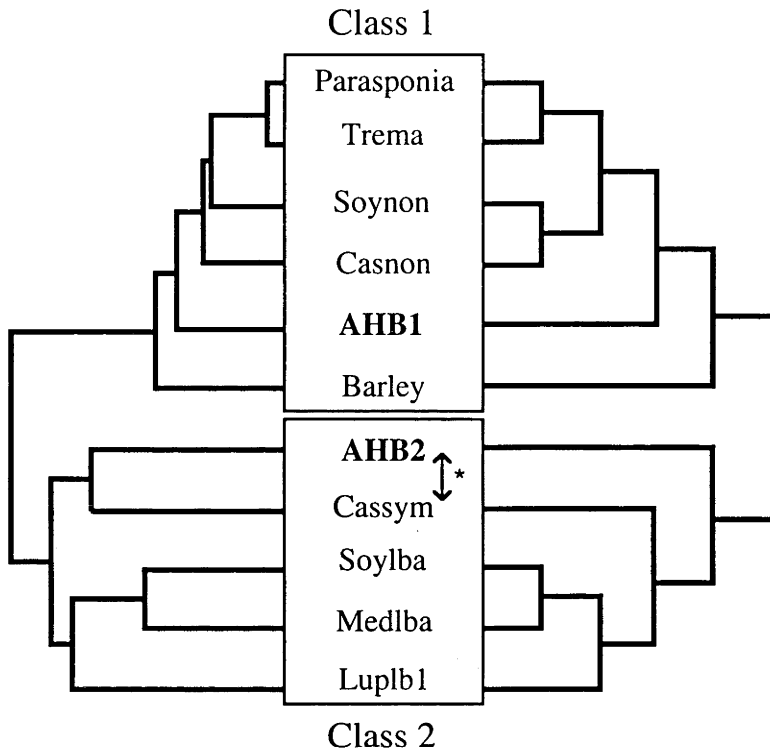 Class 1
Parasponia
Trema
Soynon
Casnon
AHB1
Barley
AHB2
*
Cassym
Soylba
Medlba
Luplb1
Class 2